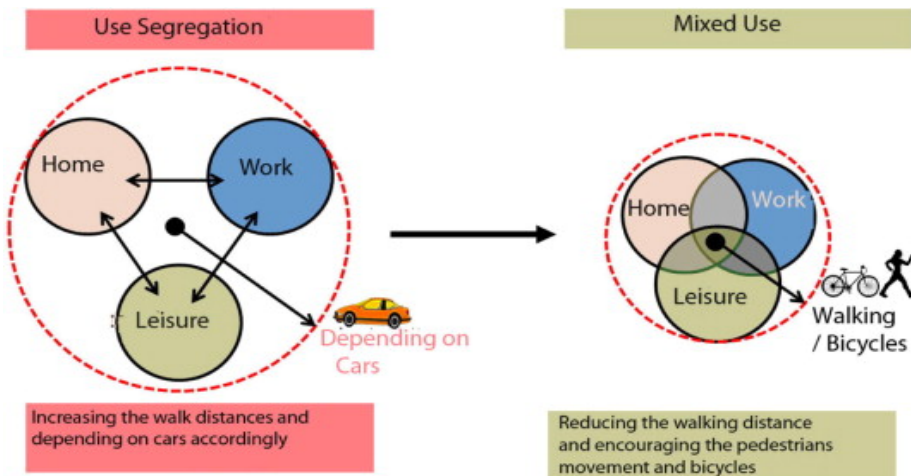 Use Segregation
Mixed Use
Home
Work
Leisure
Depending on
Cars
Home
Work
Leisure
Walking
/ Bicycles
Increasing the walk distances and
depending on cars accordingly
Reducing the walking distance
and encouraging the pedestrians
movement and bicycles